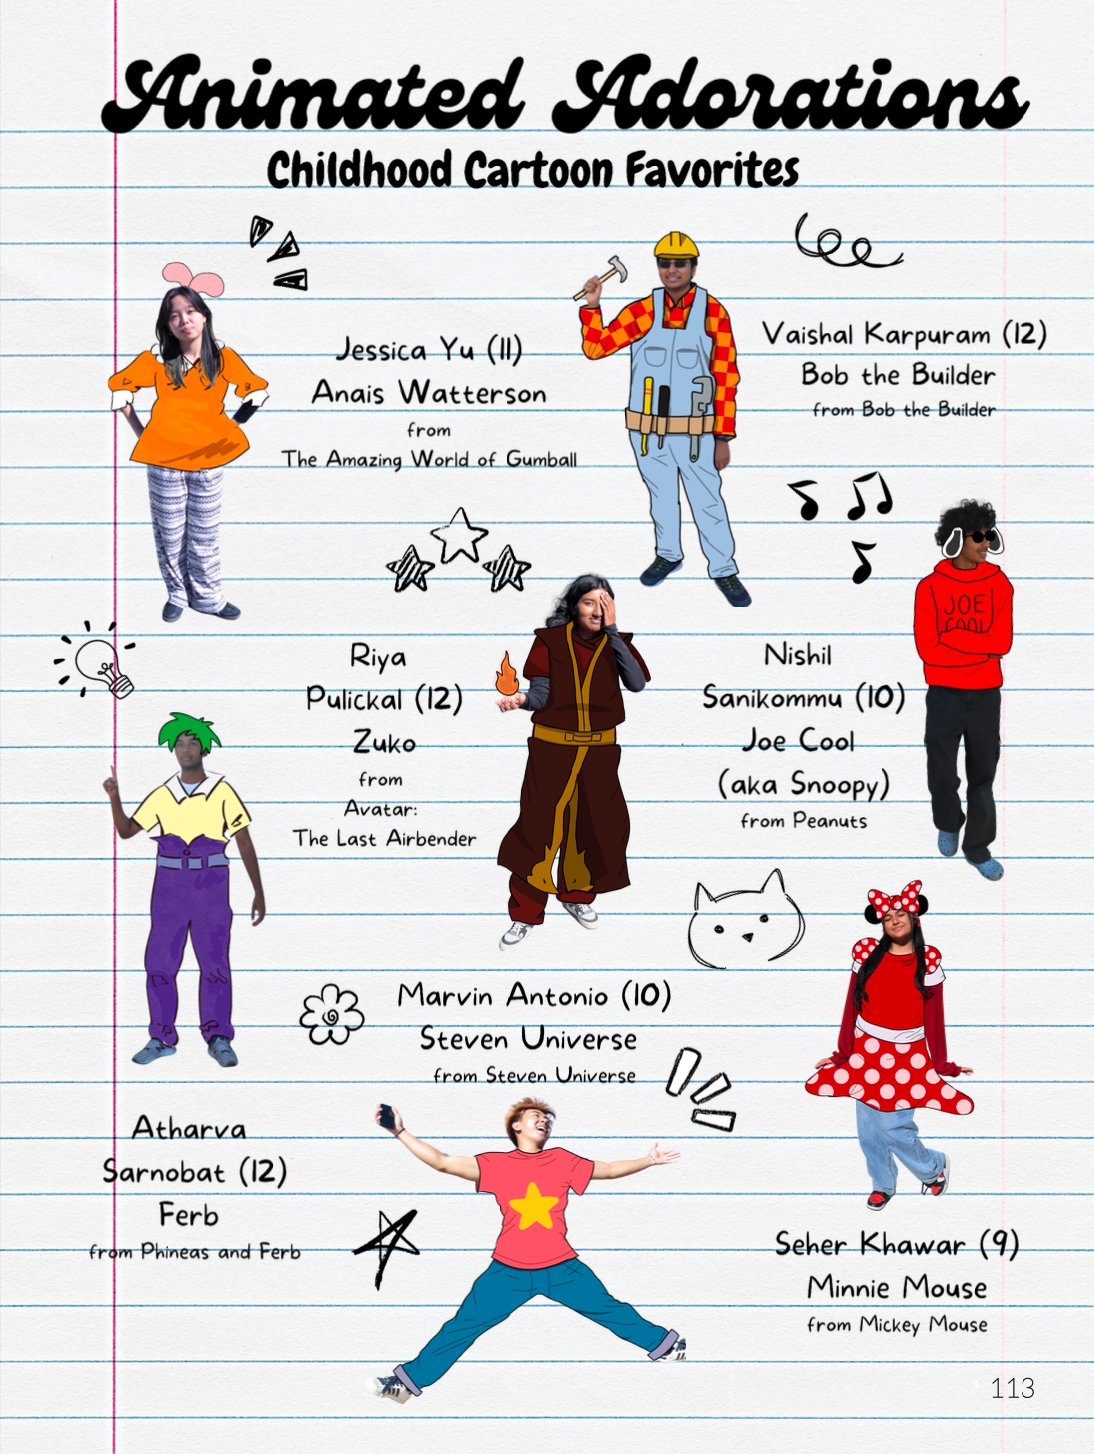 Animated Adorations
Childhood Cartoon Favorites
Jessica Yu (11)
Anais Watterson
from
The Amazing World of Gumball
Vaishal Karpuram (12)
Bob the Builder
from Bob the Builder
JOE
COOL
Riya
Pulickal (12)
Zuko
from
Avatar:
The Last Airbender
Nishil
Sanikommu (10)
Joe Cool
(aka Snoopy)
from Peanuts
Marvin Antonio (10)
Steven Universe
from Steven Universe
Atharva
Sarnobat (12)
Ferb
from Phineas and Ferb
Seher Khawar (9)
Minnie Mouse
from Mickey Mouse
113